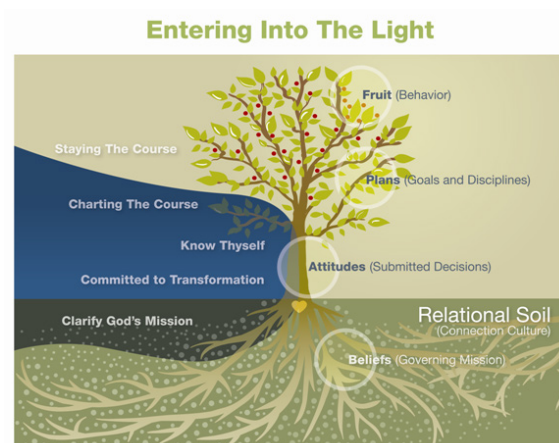 Entering Into The Light
Fruit (Behavior)
Staying The Course
Plans (Goals and Disciplines)
Charting The Course
Know Thyself
Attitudes (Submitted Decisions)
Committed to Transformation
Clarify God's Mission
Relational Soil
(Connection Culture)
Beliefs (Governing Mission)